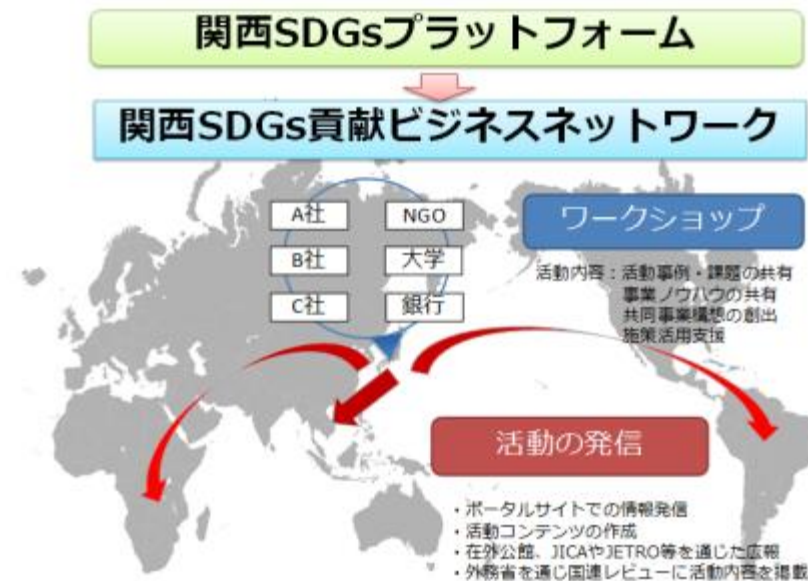 関西SDGsプラットフォーム
関西SDGs貢献ビジネスネットワーク
A社
NGO
B社
大学
C社
銀行
ワークショップ
活動内容：活動事例・課題の共有
事業ノウハウの共有
共同事業構想の創出
施策活用支援
活動の発信
・ポータルサイトでの情報発信
・活動コンテンツの作成
・在外公館、JICAやJETRO等を通じた広報
・外務省を通じ国連レビューに活動内容を掲載